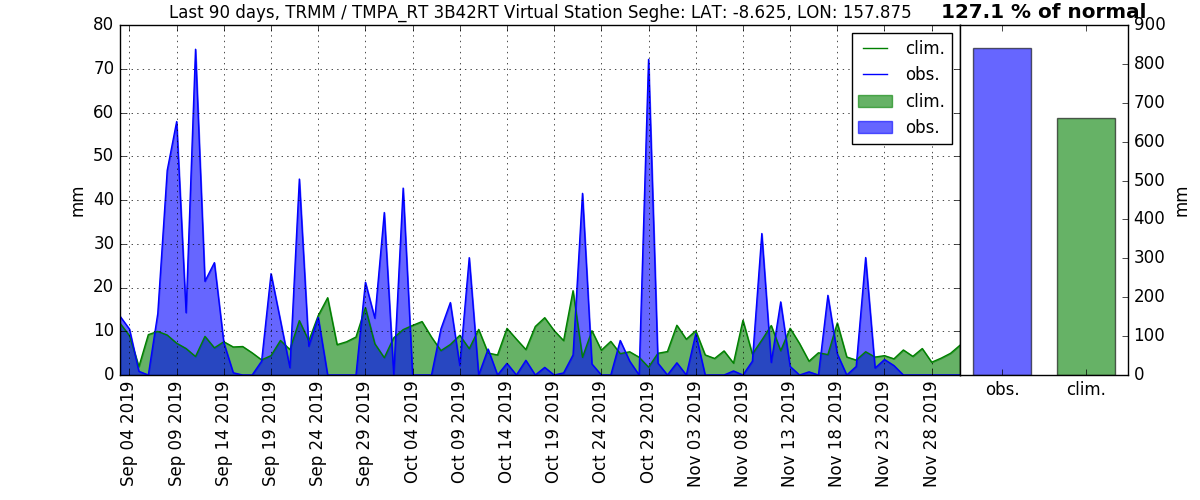 Last 90 days, TRMM / TMPA_RT 3B42RT Virtual Station Seghe: LAT: -8.625, LON: 157.875
127.1 % of normal
mm
80
70
60
50
40
30
20
10
0
clim.
obs.
clim.
obs.
Sep 04 2019
Sep 09 2019
Sep 14 2019
Sep 19 2019
Sep 24 2019
Sep 29 2019
Oct 04 2019
Oct 09 2019
Oct 14 2019
Oct 19 2019
Oct 24 2019
Oct 29 2019
Nov 03 2019
Nov 08 2019
Nov 13 2019
Nov 18 2019
Nov 23 2019
Nov 28 2019
900
800
700
600
500
400
300
200
100
0
mm
obs.
clim.